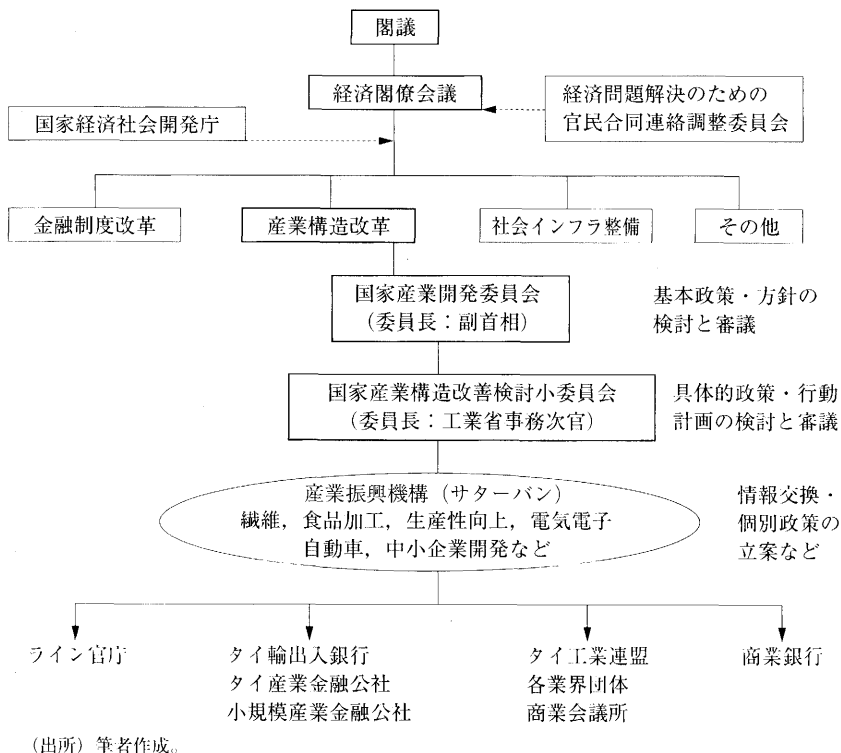 閣議
経済閣僚会議
経済問題解決のための
官民合同連絡調整委員会
国家経済社会開発庁
金融制度改革
産業構造改革
社会インフラ整備
その他
国家産業開発委員会
(委員長:副首相)
基本政策・方針の
検討と審議
国家産業構造改善検討小委員会
(委員長:工業省事務次官)
具体的政策・行動
計画の検討と審議
産業振興機構(サターバン)
繊維,食品加工,生産性向上,電気電子
自動車,中小企業開発など
情報交換・
個別政策の
立案など
ライン官庁
タイ輸出入銀行
タイ産業金融公社
小規模産業金融公社
タイ工業連盟
各業界団体
商業会議所
商業銀行
(出所)筆者作成。